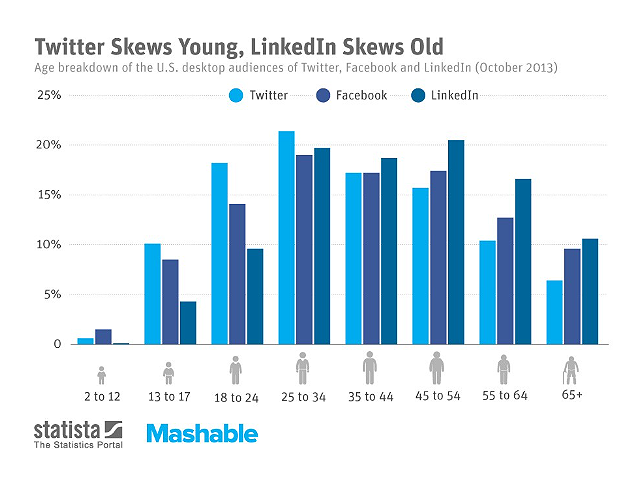 Twitter Skews Young, LinkedIn Skews Old
Age breakdown of the U.S. desktop audiences of Twitter, Facebook and LinkedIn (October 2013)
25%
Twitter Facebook LinkedIn
20%
15%
10%
5%
0
2 to 12 13 to 17 18 to 24 25 to 34 35 to 44 45 to 54 55 to 64 65+
statista Mashable
The Statistics Portal